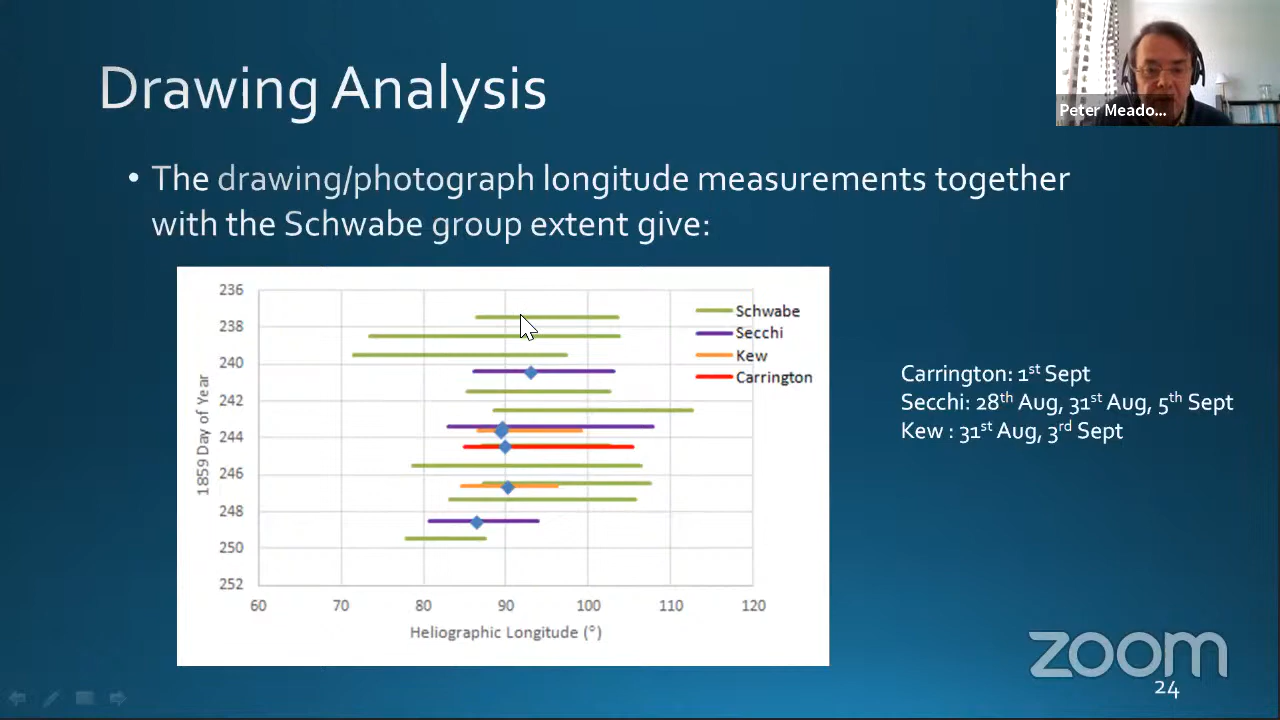 Drawing Analysis
Peter Meado...
• The drawing/photograph longitude measurements together
with the Schwabe group extent give:
236
238
240
242
244
246
248
250
252
1859 Day of Year
60 70 80 90 100 110 120
Heliographic Longitude (°)
Schwabe
Secchi
Kew
Carrington
Carrington: 1st Sept
Secchi: 28th Aug, 31st Aug, 5th Sept
Kew : 31st Aug, 3rd Sept
zoom
24